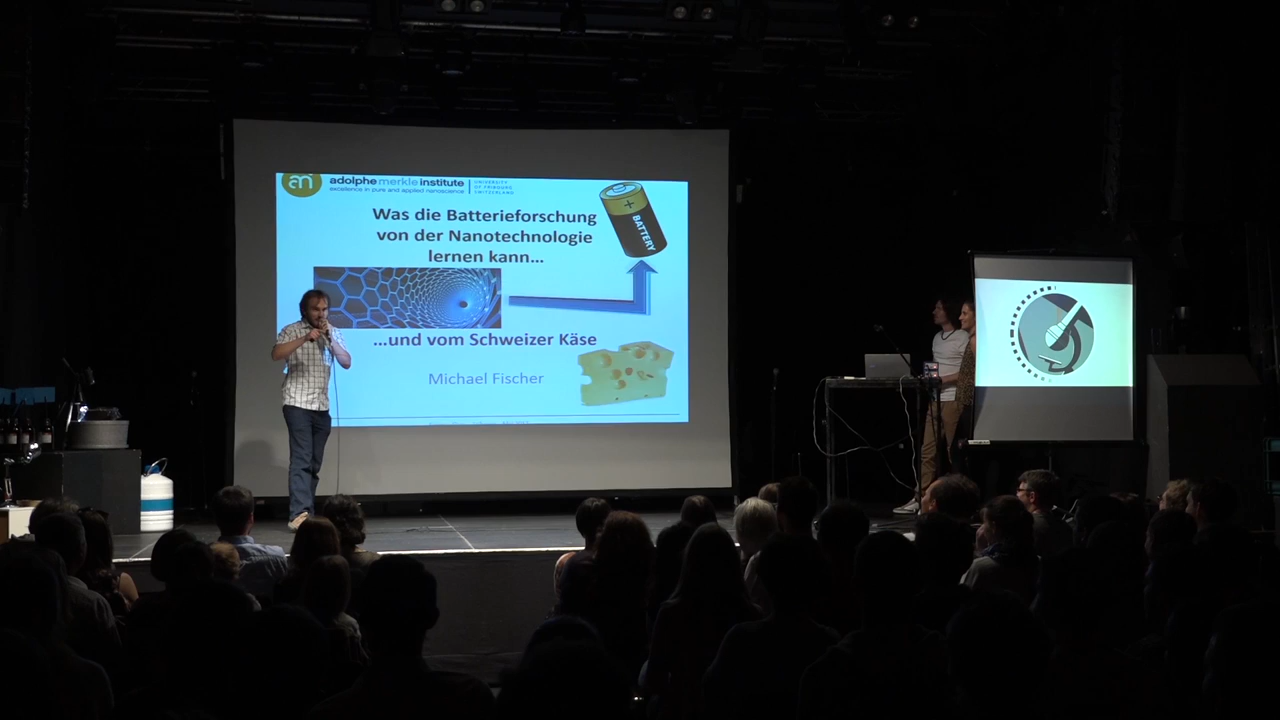 adolphe merkle institute
excellence in pure and applied nanoscience
UNIVERSITY
OF FRIBOURG
SWITZERLAND
Was die Batterieforschung
von der Nanotechnologie
lernen kann...
BATTERY
...und vom Schweizer Käse
Michael Fischer